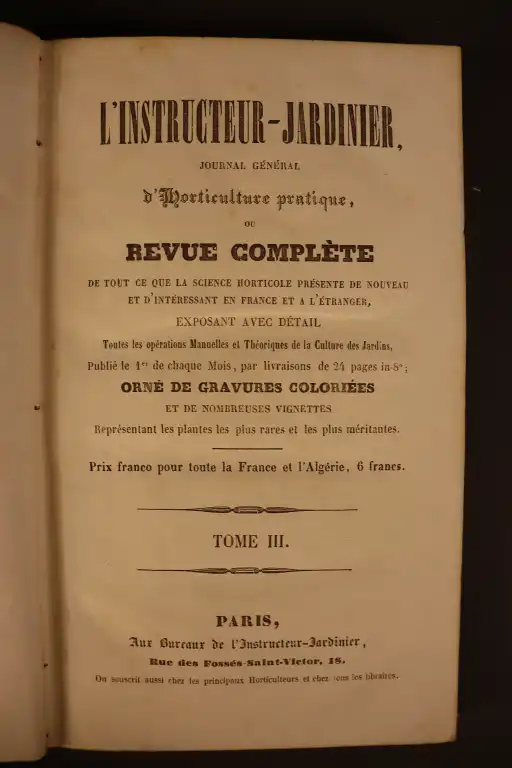 L'INSTRUCTEUR-JARDINIER,
JOURNAL GÉNÉRAL
d'Horticulture pratique,
OU
REVUE COMPLÈTE
DE TOUT CE QUE LA SCIENCE HORTICOLE PRÉSENTE DE NOUVEAU
ET D'INTÉRESSANT EN FRANCE ET A L'ÉTRANGER,
EXPOSANT AVEC DÉTAIL
Toutes les opérations Manuelles et Théoriques de la Culture des Jardins,
Publié le 1er de chaque Mois, par livraisons de 24 pages in-8°;
ORNÉ DE GRAVURES COLORIÉES
ET DE NOMBREUSES VIGNETTES
Représentant les plantes les plus rares et les plus méritantes.
Prix franco pour toute la France et l'Algérie, 6 francs.
TOME III.
PARIS,
Aux Bureaux de l'Instructeur-Jardinier,
Rue des Fossés-Saint-Victor, 18.
On souscrit aussi chez les principaux Horticulteurs et chez tous les libraires.